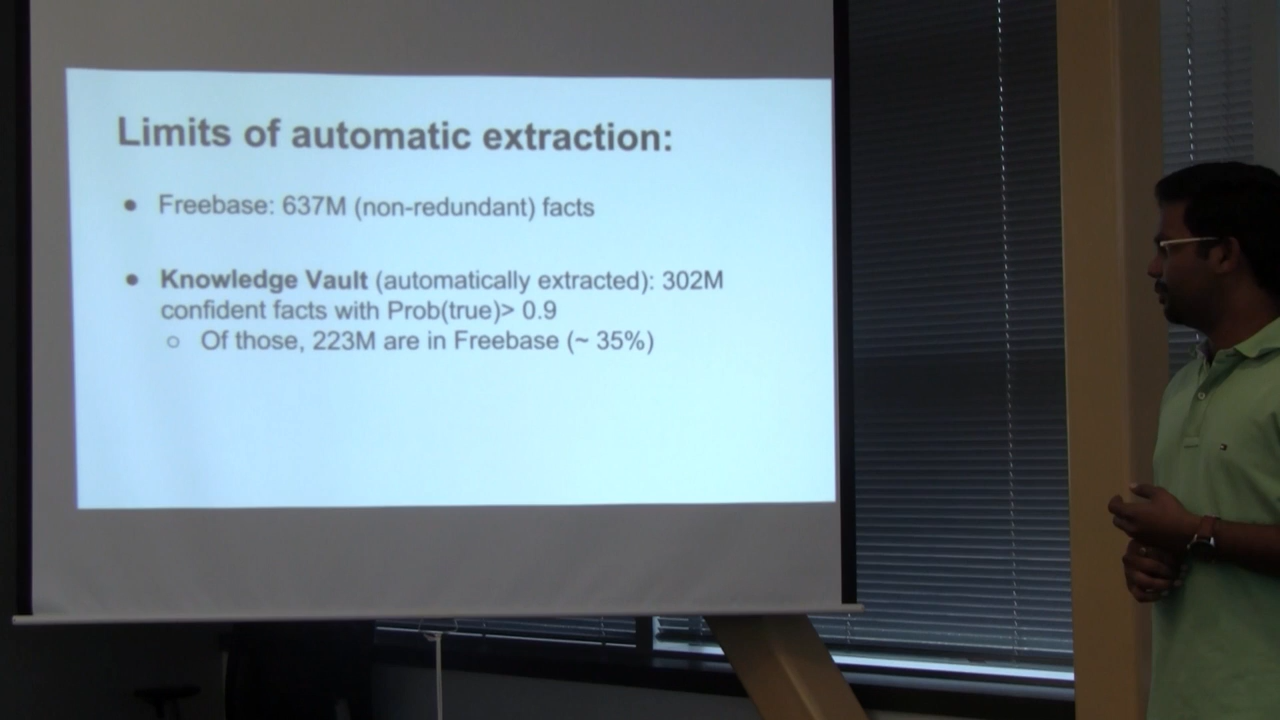 Limits of automatic extraction:
● Freebase: 637M (non-redundant) facts
● Knowledge Vault (automatically extracted): 302M
confident facts with Prob(true)> 0.9
○ Of those, 223M are in Freebase (~ 35%)